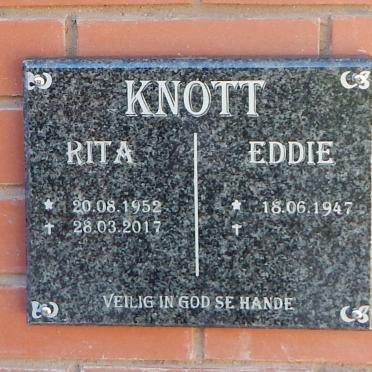 KNOTT
RITA
★ 20.08.1952
✝ 28.03.2017
EDDIE
★ 18.06.1947
✝
VEILIG IN GOD SE HANDE